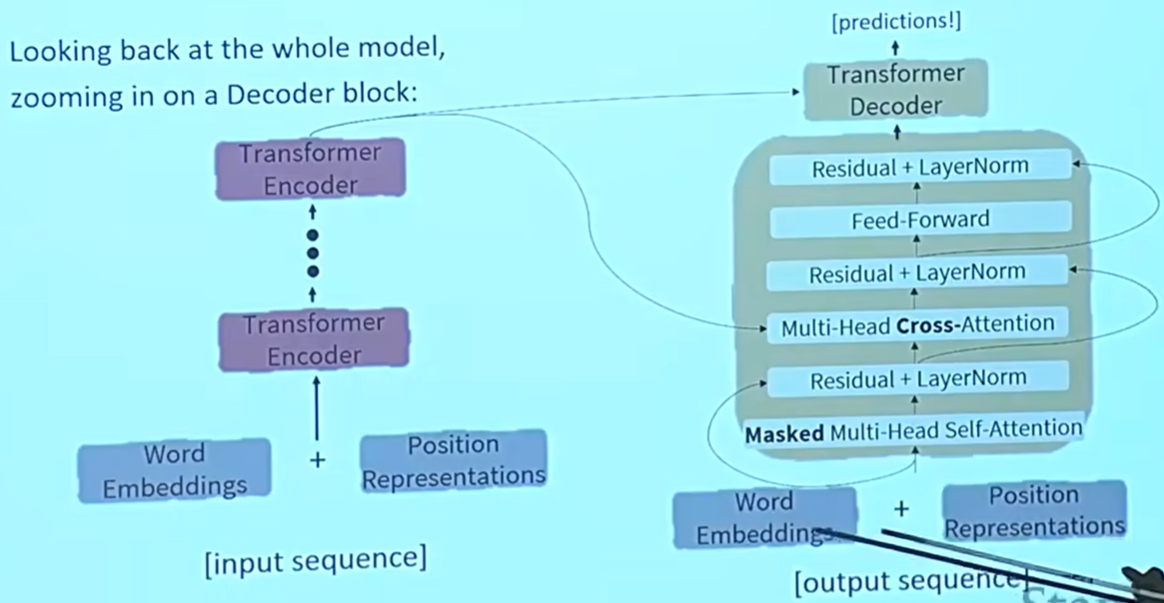 Looking back at the whole model,
zooming in on a Decoder block:
Transformer
Encoder
Transformer
Encoder
Word
Embeddings
+
Position
Representations
[input sequence]
[predictions!]
Transformer
Decoder
Residual + LayerNorm
Feed-Forward
Residual + LayerNorm
Multi-Head Cross-Attention
Residual + LayerNorm
Masked Multi-Head Self-Attention
Word
Embeddings
+
Position
Representations
[output sequence]